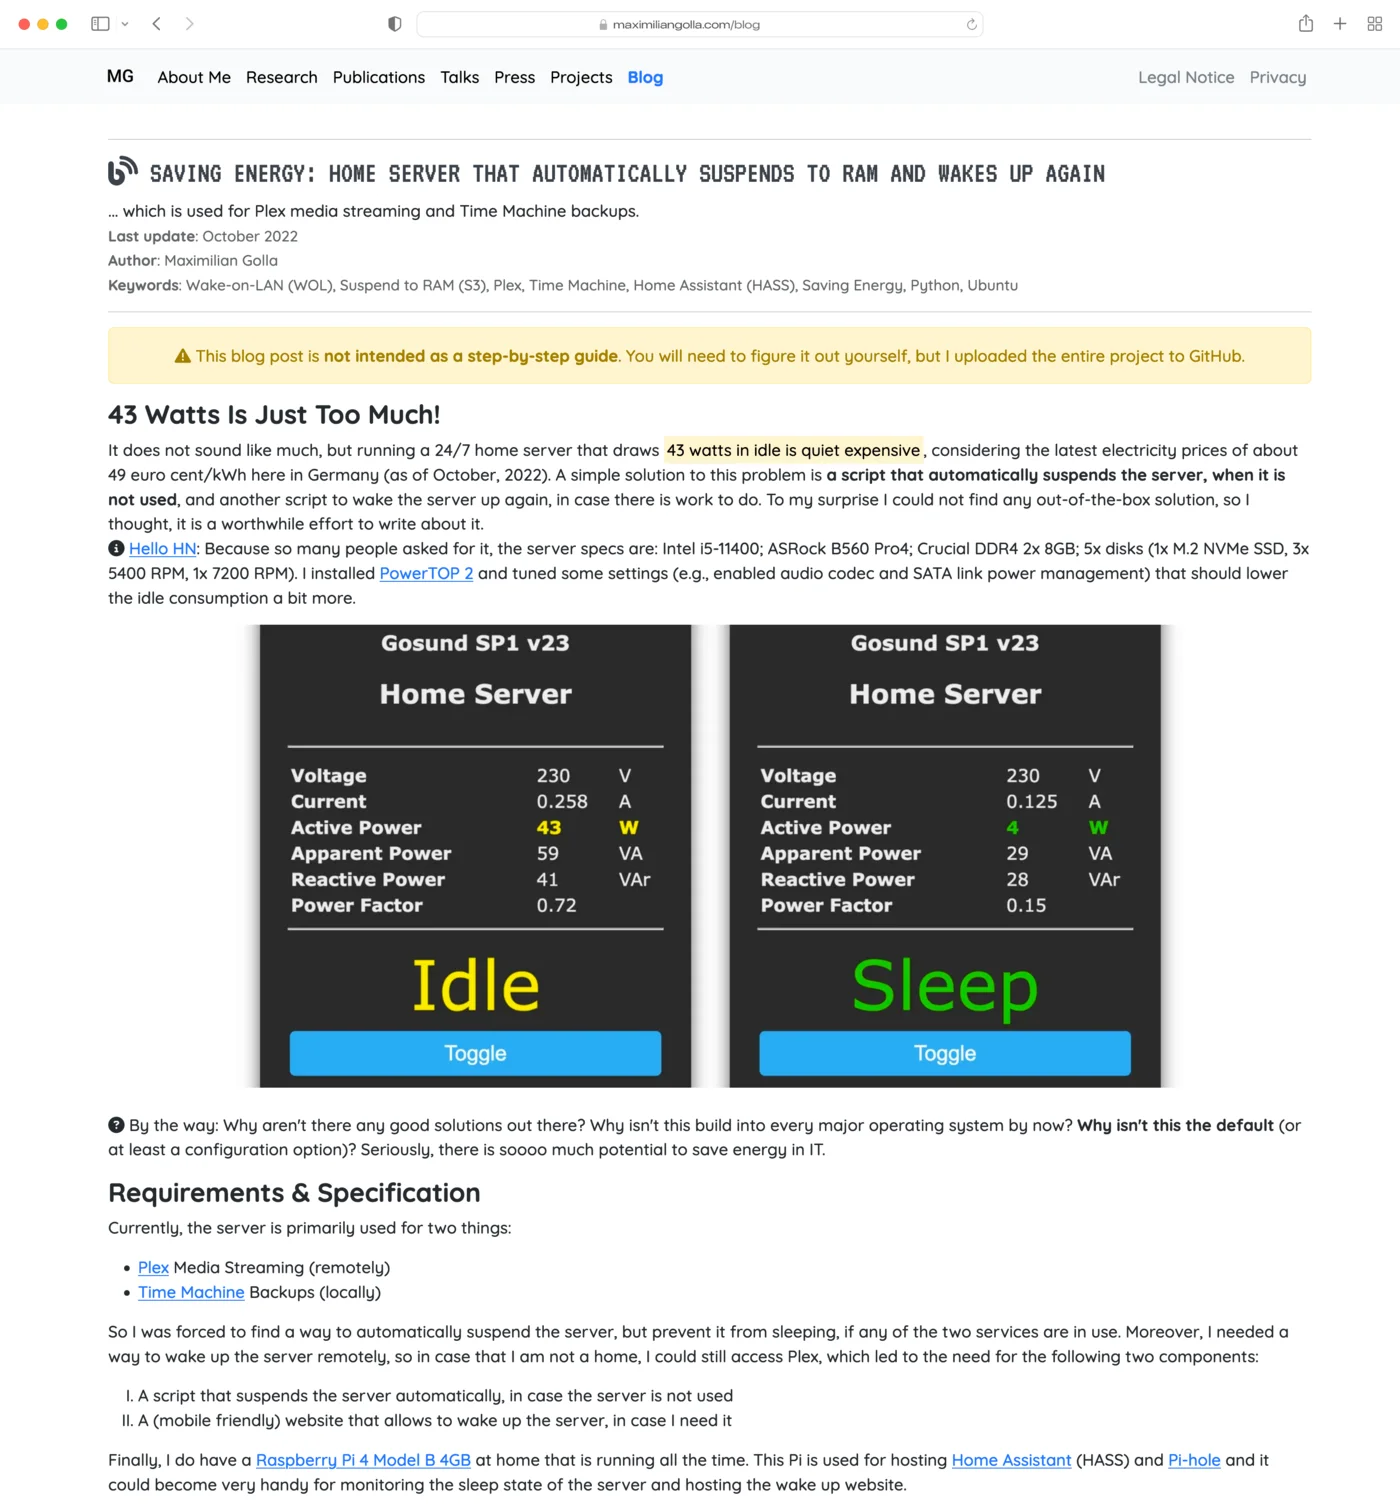 maximiliangolla.com/blog
MG About Me Research Publications Talks Press Projects Blog Legal Notice Privacy
SAVING ENERGY: HOME SERVER THAT AUTOMATICALLY SUSPENDS TO RAM AND WAKES UP AGAIN
... which is used for Plex media streaming and Time Machine backups.
Last update: October 2022
Author: Maximilian Golla
Keywords: Wake-on-LAN (WOL), Suspend to RAM (S3), Plex, Time Machine, Home Assistant (HASS), Saving Energy, Python, Ubuntu
This blog post is not intended as a step-by-step guide. You will need to figure it out yourself, but I uploaded the entire project to GitHub.
43 Watts Is Just Too Much!
It does not sound like much, but running a 24/7 home server that draws 43 watts in idle is quiet expensive, considering the latest electricity prices of about
49 euro cent/kWh here in Germany (as of October, 2022). A simple solution to this problem is a script that automatically suspends the server, when it is
not used, and another script to wake the server up again, in case there is work to do. To my surprise I could not find any out-of-the-box solution, so I
thought, it is a worthwhile effort to write about it.
Hello HN: Because so many people asked for it, the server specs are: Intel i5-11400; ASRock B560 Pro4; Crucial DDR4 2x 8GB; 5x disks (1x M.2 NVMe SSD, 3x
5400 RPM, 1x 7200 RPM). I installed PowerTOP 2 and tuned some settings (e.g., enabled audio codec and SATA link power management) that should lower
the idle consumption a bit more.
Gosund SP1 v23
Home Server
Voltage 230 V
Current 0.258 A
Active Power 43 W
Apparent Power 59 VA
Reactive Power 41 VAr
Power Factor 0.72
Idle
Toggle
Gosund SP1 v23
Home Server
Voltage 230 V
Current 0.125 A
Active Power 4 W
Apparent Power 29 VA
Reactive Power 28 VAr
Power Factor 0.15
Sleep
Toggle
By the way: Why aren't there any good solutions out there? Why isn't this build into every major operating system by now? Why isn't this the default (or
at least a configuration option)? Seriously, there is soooo much potential to save energy in IT.
Requirements & Specification
Currently, the server is primarily used for two things:
• Plex Media Streaming (remotely)
• Time Machine Backups (locally)
So I was forced to find a way to automatically suspend the server, but prevent it from sleeping, if any of the two services are in use. Moreover, I needed a
way to wake up the server remotely, so in case that I am not a home, I could still access Plex, which led to the need for the following two components:
I. A script that suspends the server automatically, in case the server is not used
II. A (mobile friendly) website that allows to wake up the server, in case I need it
Finally, I do have a Raspberry Pi 4 Model B 4GB at home that is running all the time. This Pi is used for hosting Home Assistant (HASS) and Pi-hole and it
could become very handy for monitoring the sleep state of the server and hosting the wake up website.